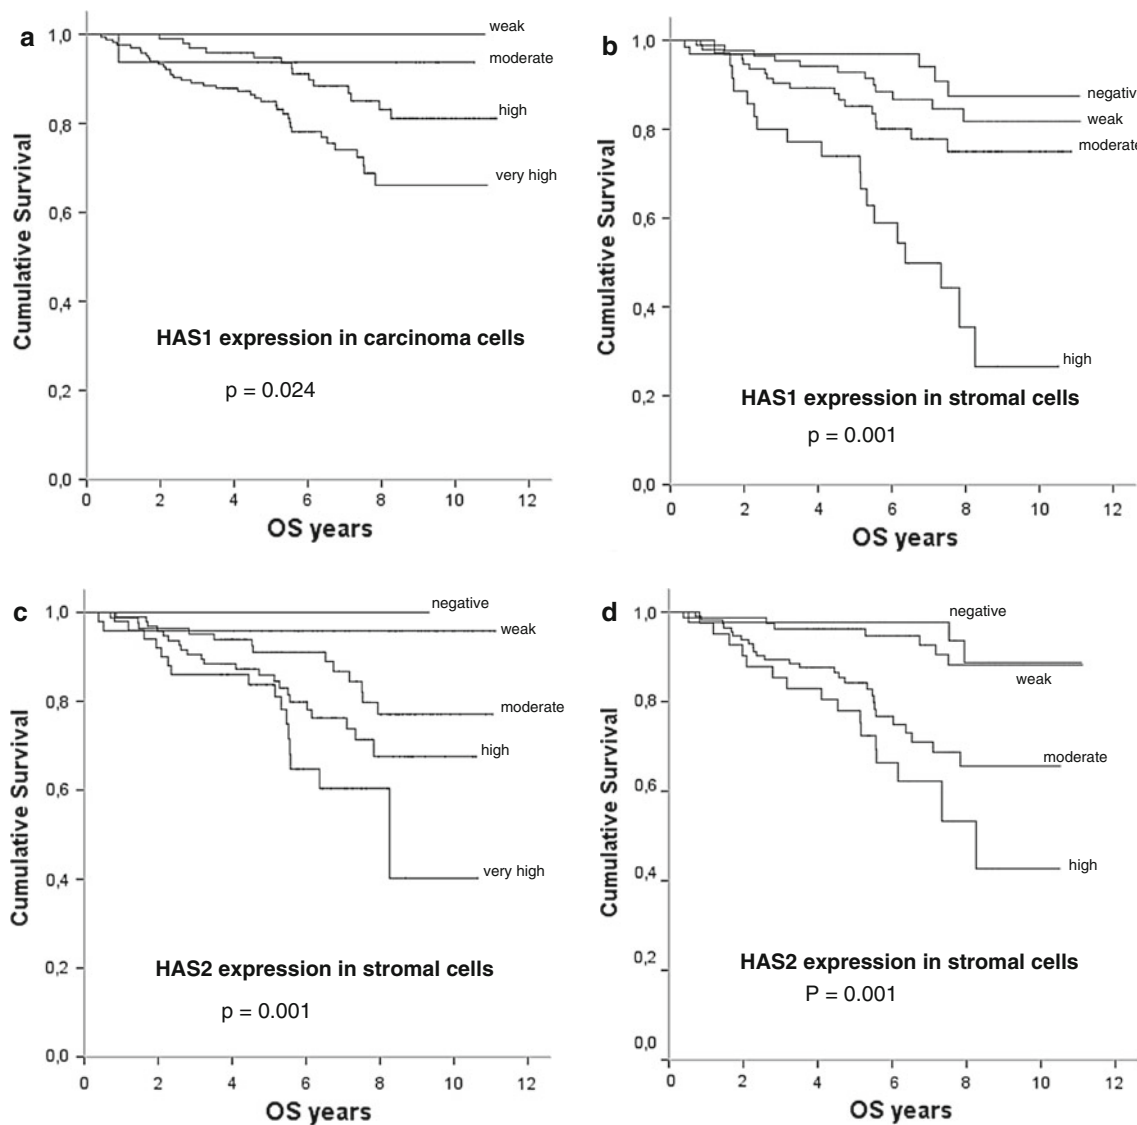 a
1,0
0,8
0,6
0,4
0,2
0,0
Cumulative Survival
weak
moderate
high
very high
HAS1 expression in carcinoma cells
p = 0.024
0 2 4 6 8 10 12
OS years
b
1,0
0,8
0,6
0,4
0,2
0,0
Cumulative Survival
negative
weak
moderate
high
HAS1 expression in stromal cells
p = 0.001
0 2 4 6 8 10 12
OS years
c
1,0
0,8
0,6
0,4
0,2
0,0
Cumulative Survival
negative
weak
moderate
high
very high
HAS2 expression in stromal cells
p = 0.001
0 2 4 6 8 10 12
OS years
d
1,0
0,8
0,6
0,4
0,2
0,0
Cumulative Survival
negative
weak
moderate
high
HAS2 expression in stromal cells
P = 0.001
0 2 4 6 8 10 12
OS years